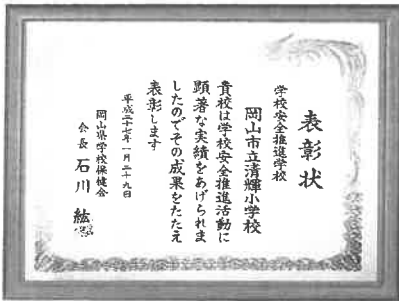 表彰状
学校安全推進学校
岡山市立清輝小学校
貴校は学校安全推進活動に
顕著な実績をあげられま
したのでその成果をたたえ
表彰します
平成二十七年一月二十九日
岡山県学校保健会
会長 石川 紘